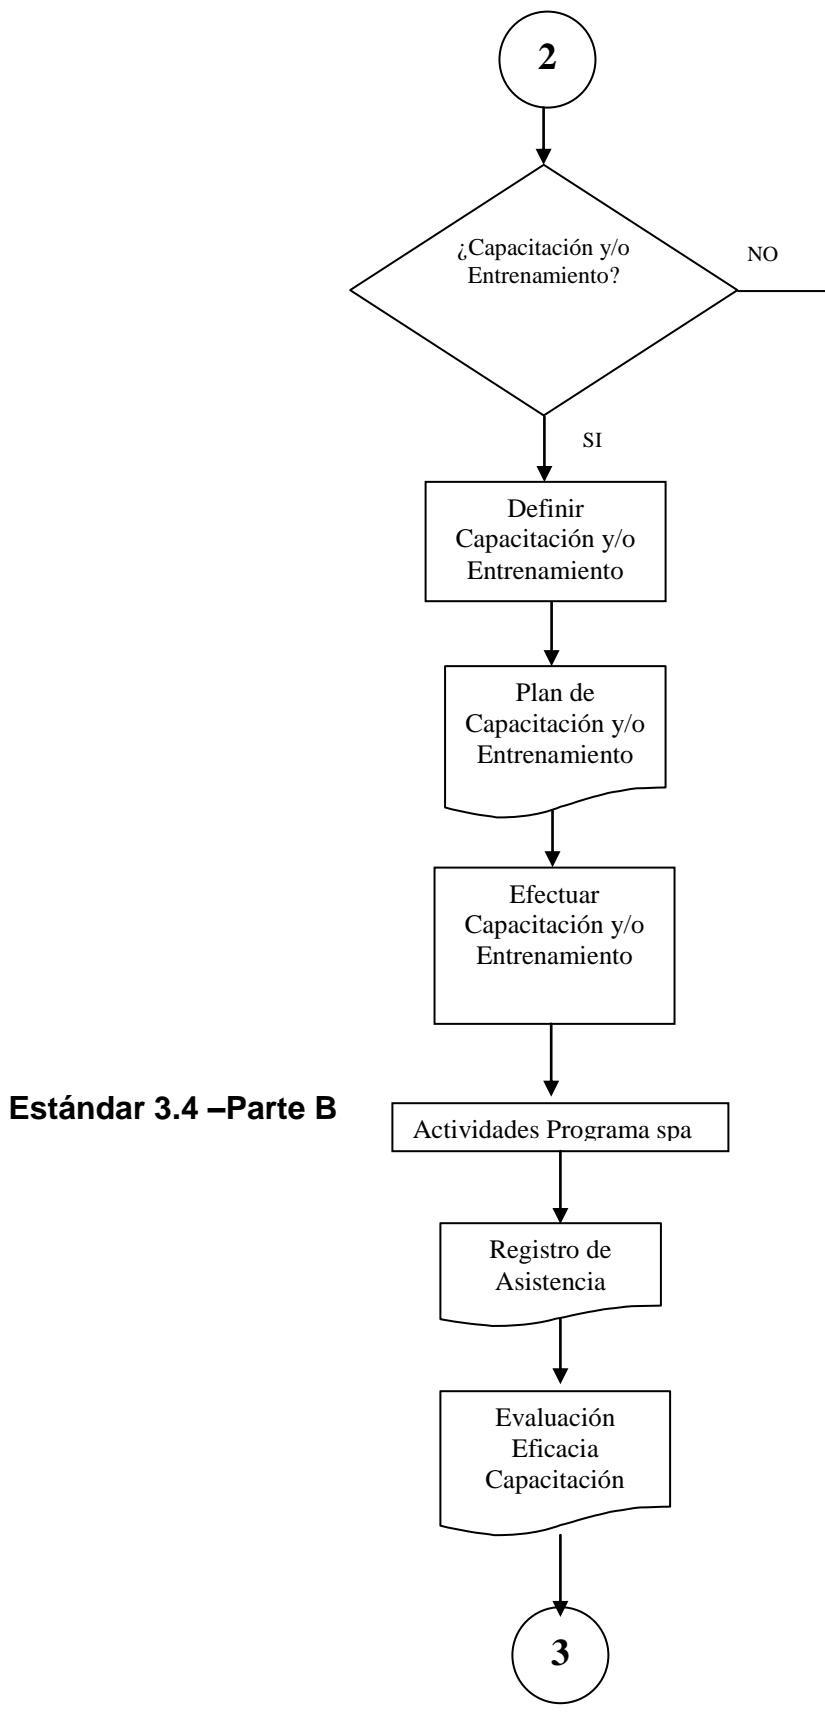 2
¿Capacitación y/o
Entrenamiento?
NO
SI
Definir
Capacitación y/o
Entrenamiento
Plan de
Capacitación y/o
Entrenamiento
Efectuar
Capacitación y/o
Entrenamiento
Estándar 3.4 –Parte B
Actividades Programa spa
Registro de
Asistencia
Evaluación
Eficacia
Capacitación
3